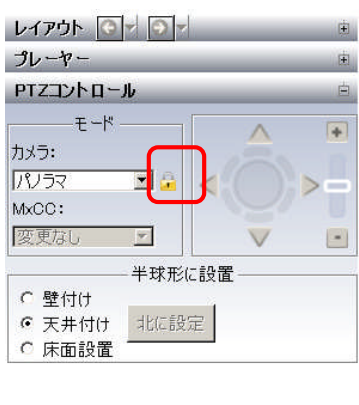 レイアウト
プレーヤー
PTZコントロール
モード
カメラ:
パノラマ
MxCC:
変更なし
半球形に設置
壁付け
天井付け
北に設定
床面設置